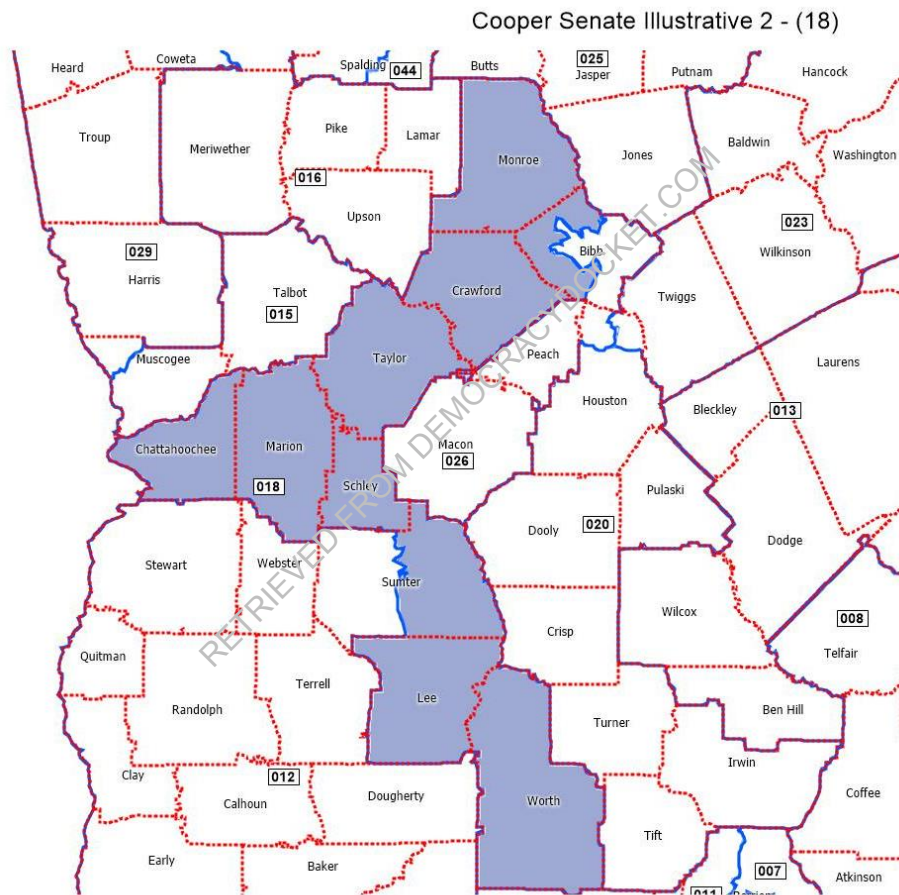 Cooper Senate Illustrative 2 - (18)
Heard
Coweta
Spalding
044
Butts
025
Jasper
Putnam
Hancock
Troup
Meriwether
Pike
Lamar
Monroe
Jones
Baldwin
Washington
016
Upson
023
Wilkinson
029
Harris
Talbot
015
Crawford
Bibb
Twiggs
Muscogee
Taylor
Peach
Houston
Laurens
Bleckley
013
Chattahoochee
Marion
018
Schley
Macon
026
Pulaski
Dooly
020
Dodge
Stewart
Webster
Sumter
Wilcox
008
Telfair
Crisp
Quitman
Randolph
Terrell
Lee
Turner
Ben Hill
Irwin
Clay
012
Calhoun
Dougherty
Worth
Tift
Coffee
Early
Baker
011
007
Atkinson
RETRIEVED FROM DEMOCRACYDOCKET.COM